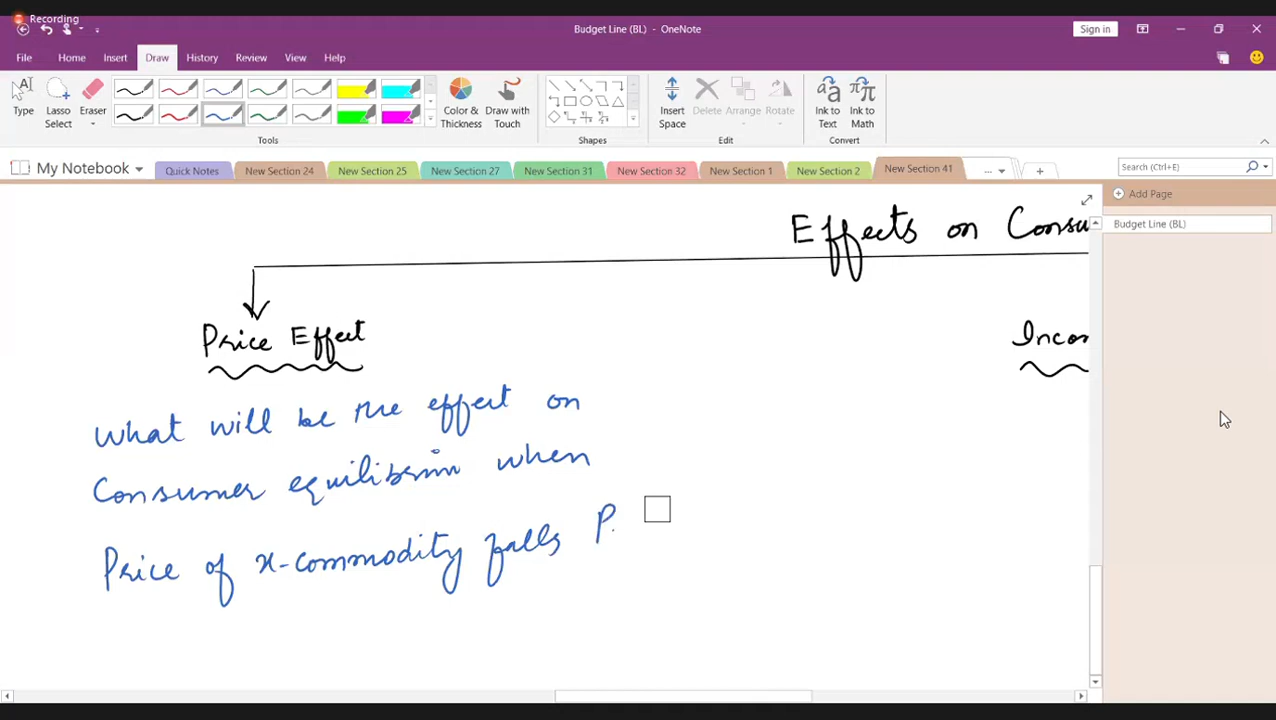 Recording
Budget Line (BL) - OneNote
Sign in
File Home Insert Draw History Review View Help
Type
Lasso Select
Eraser
Color & Thickness
Draw with Touch
Insert Space
Delete
Arrange
Rotate
Ink to Text
Ink to Math
Tools
Shapes
Edit
Convert
My Notebook
Quick Notes
New Section 24
New Section 25
New Section 27
New Section 31
New Section 32
New Section 1
New Section 2
New Section 41
...
Search (Ctrl+E)
Add Page
Budget Line (BL)
Effects on Consu
Price Effect
Incom
What will be the effect on
Consumer equilibrium when
Price of x-commodity falls P.